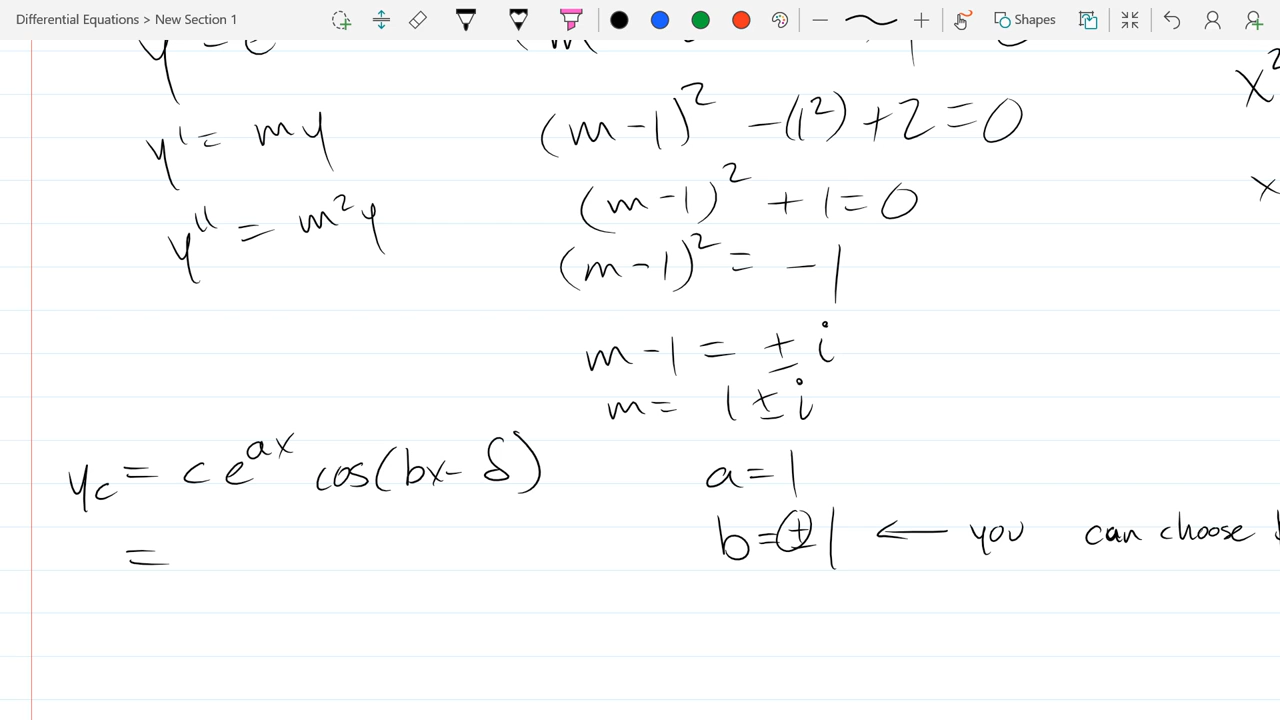 Differential Equations > New Section 1
Shapes
y' = my
y'' = m²y
(m-1)² -(1²) +2 = 0
(m-1)² + 1 = 0
(m-1)² = -1
m-1 = ± i
m = 1 ± i
y_c = c e^{ax} cos(bx - δ)
=
a = 1
b = ± 1 ← you can choose
x²
x